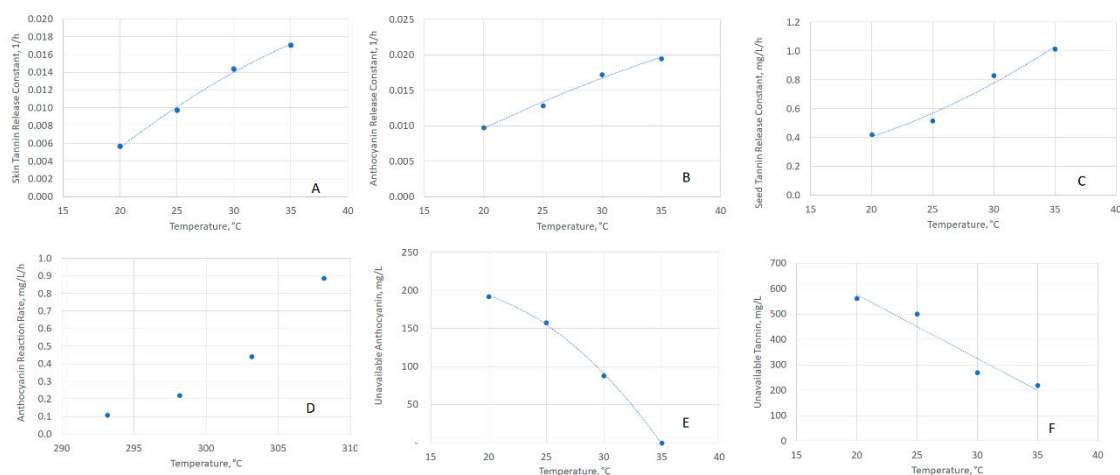 Skin Tannin Release Constant, 1/h
0.020
0.018
0.016
0.014
0.012
0.010
0.008
0.006
0.004
0.002
0.000
15 20 25 30 35 40
Temperature, °C
A
Anthocyanin Release Constant, 1/h
0.025
0.020
0.015
0.010
0.005
0.000
15 20 25 30 35 40
Temperature, °C
B
Seed Tannin Release Constant, mg/L/h
1.2
1.0
0.8
0.6
0.4
0.2
0.0
15 20 25 30 35 40
Temperature, °C
C
Anthocyanin Reaction Rate, mg/L/h
1.0
0.9
0.8
0.7
0.6
0.5
0.4
0.3
0.2
0.1
0.0
290 295 300 305 310
Temperature, °C
D
Unavailable Anthocyanin, mg/L
250
200
150
100
50
-
15 20 25 30 35 40
Temperature, °C
E
Unavailable Tannin, mg/L
700
600
500
400
300
200
100
0
15 20 25 30 35 40
Temperature, °C
F